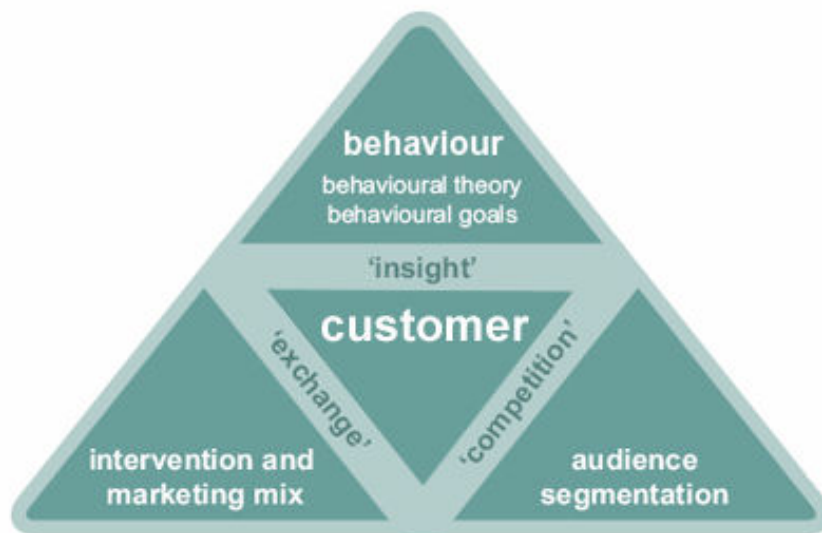 behaviour
behavioural theory
behavioural goals
‘insight’
customer
‘exchange’
‘competition’
intervention and
marketing mix
audience
segmentation